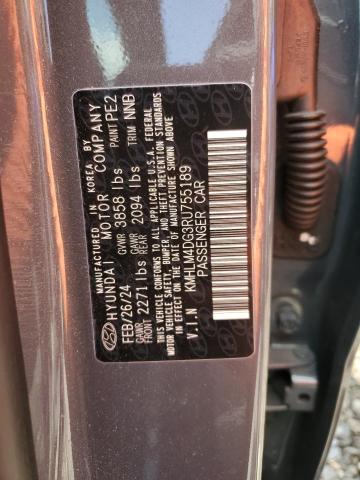 MANUFACTURED IN KOREA BY
HYUNDAI MOTOR COMPANY
FEB/26/24 GVWR 3858 lbs PAINT PE2
GAWR FRONT 2271 lbs GAWR REAR 2094 lbs TRIM NNB
THIS VEHICLE CONFORMS TO ALL APPLICABLE U.S.A. FEDERAL
MOTOR VEHICLE SAFETY, BUMPER, AND THEFT PREVENTION
STANDARDS IN EFFECT ON THE DATE OF
MANUFACTURE SHOWN ABOVE.
V.I.N KMHLM4DG3RU755189
PASSENGER CAR